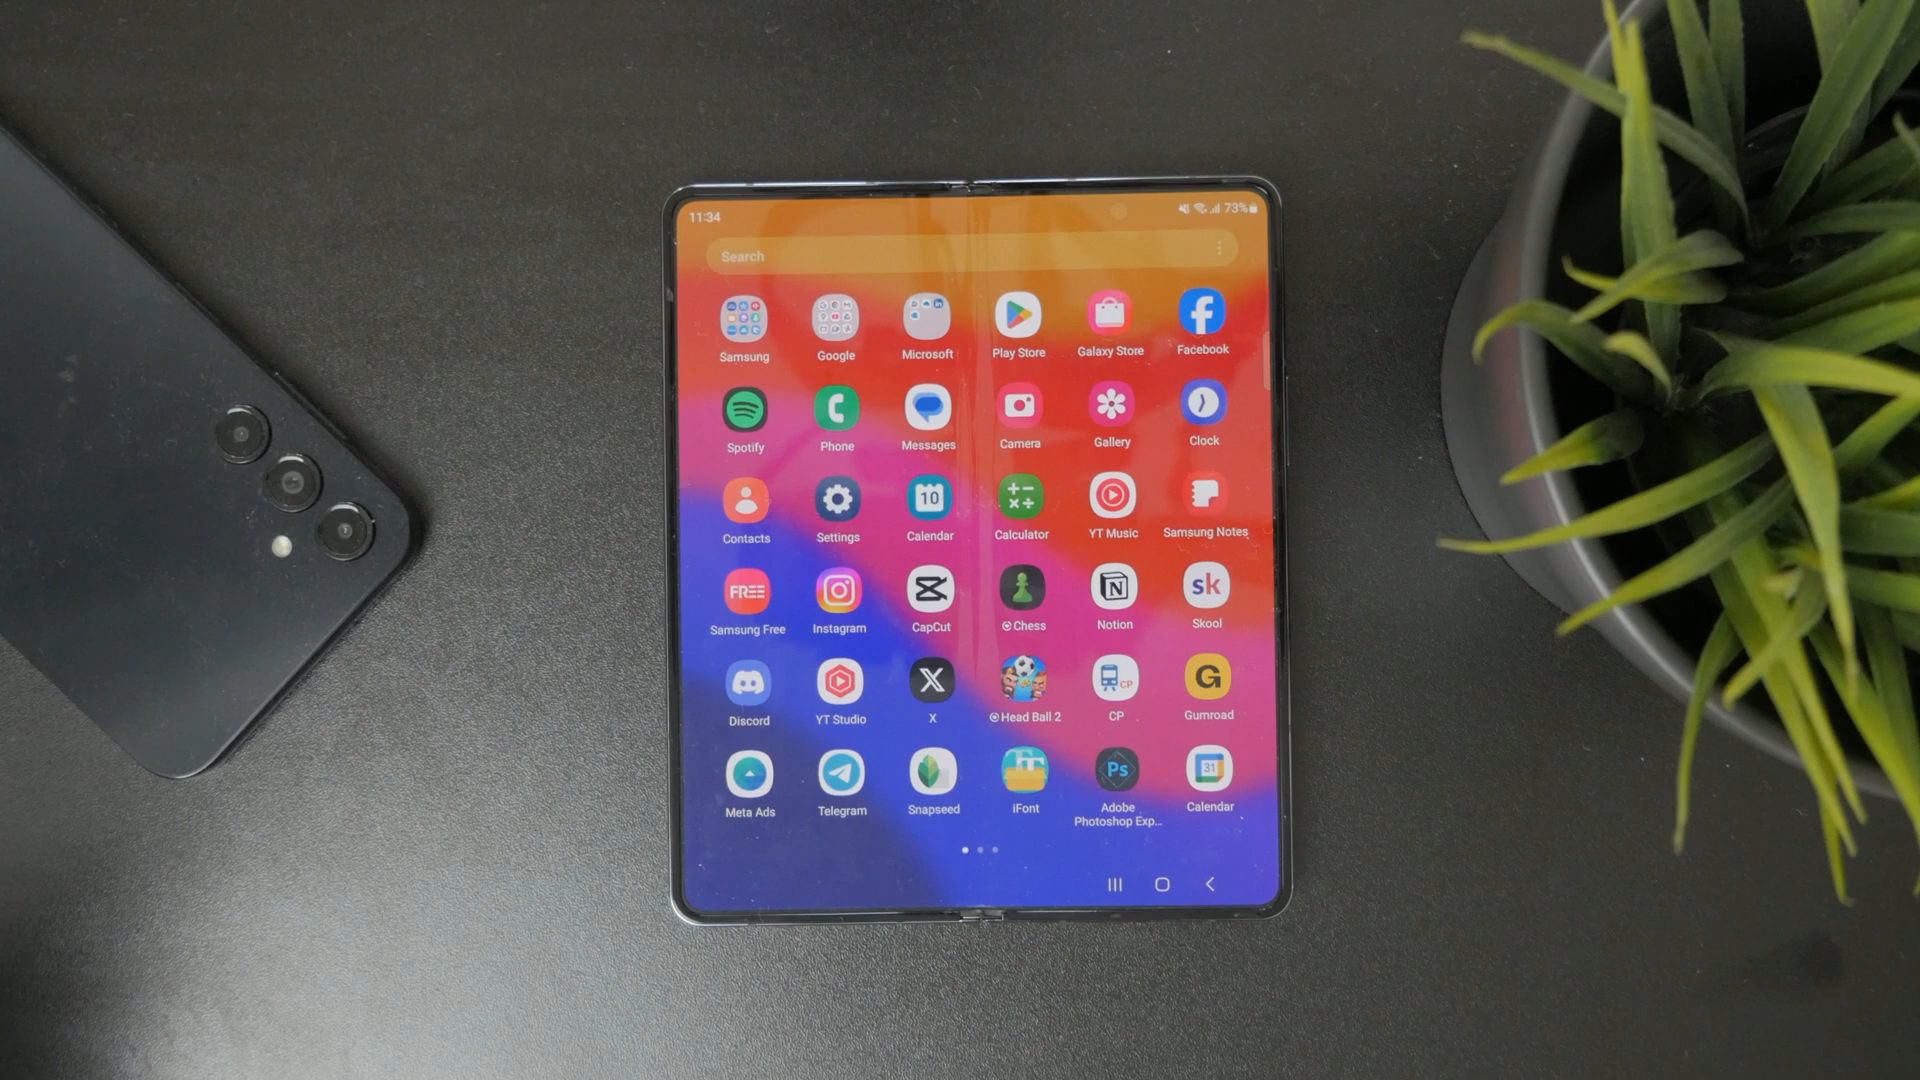 11:34
73%
Search
Samsung
Google
Microsoft
Play Store
Galaxy Store
Facebook
Spotify
Phone
Messages
Camera
Gallery
Clock
10
Contacts
Settings
Calendar
Calculator
YT Music
Samsung Notes
FREE
N
sk
Samsung Free
Instagram
CapCut
Chess
Notion
Skool
X
CP
G
Discord
YT Studio
X
Head Ball 2
CP
Gumroad
Ps
31
Meta Ads
Telegram
Snapseed
iFont
Adobe
Photoshop Exp...
Calendar